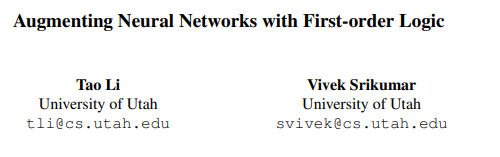 Augmenting Neural Networks with First-order Logic
Tao Li
University of Utah
tli@cs.utah.edu
Vivek Srikumar
University of Utah
svivek@cs.utah.edu